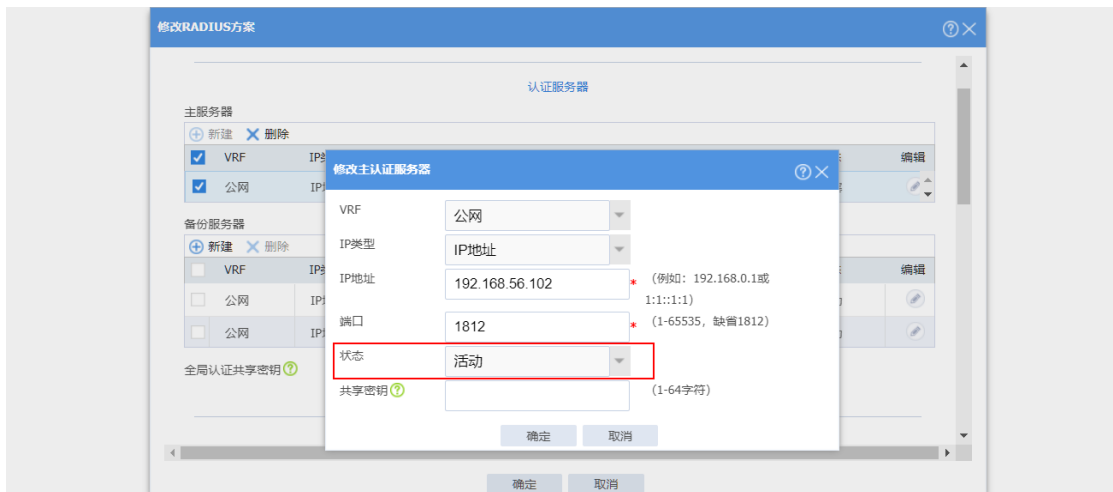 修改RADIUS方案
认证服务器
主服务器
新建 删除
VRF IP 编辑
公网 IP
备份服务器
新建 删除
VRF IP 编辑
公网 IP
公网 IP
全局认证共享密钥
修改主认证服务器
VRF 公网
IP类型 IP地址
IP地址 192.168.56.102 * (例如：192.168.0.1或
1:1::1:1)
端口 1812 * (1-65535，缺省1812)
状态 活动
共享密钥 (1-64字符)
确定 取消
确定 取消